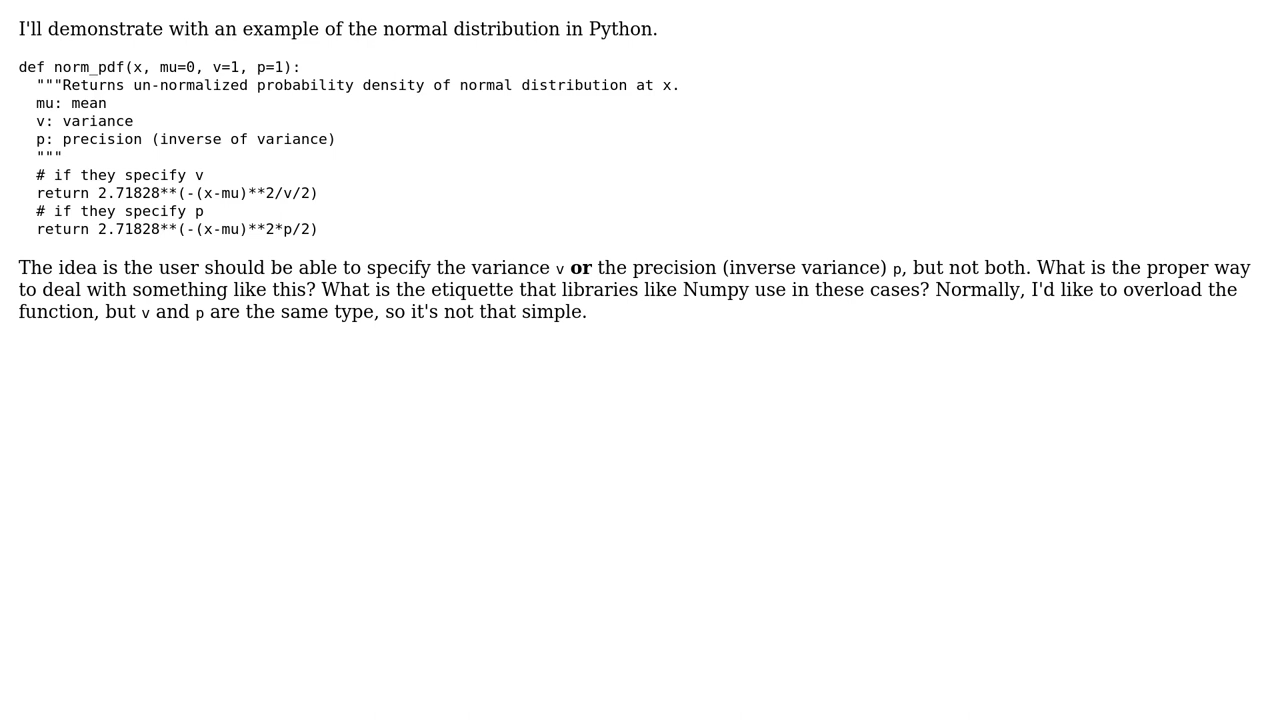 I'll demonstrate with an example of the normal distribution in Python.
def norm_pdf(x, mu=0, v=1, p=1):
  """Returns un-normalized probability density of normal distribution at x.
  mu: mean
  v: variance
  p: precision (inverse of variance)
  """
  # if they specify v
  return 2.71828**(-(x-mu)**2/v/2)
  # if they specify p
  return 2.71828**(-(x-mu)**2*p/2)
The idea is the user should be able to specify the variance v or the precision (inverse variance) p, but not both. What is the proper way
to deal with something like this? What is the etiquette that libraries like Numpy use in these cases? Normally, I'd like to overload the
function, but v and p are the same type, so it's not that simple.